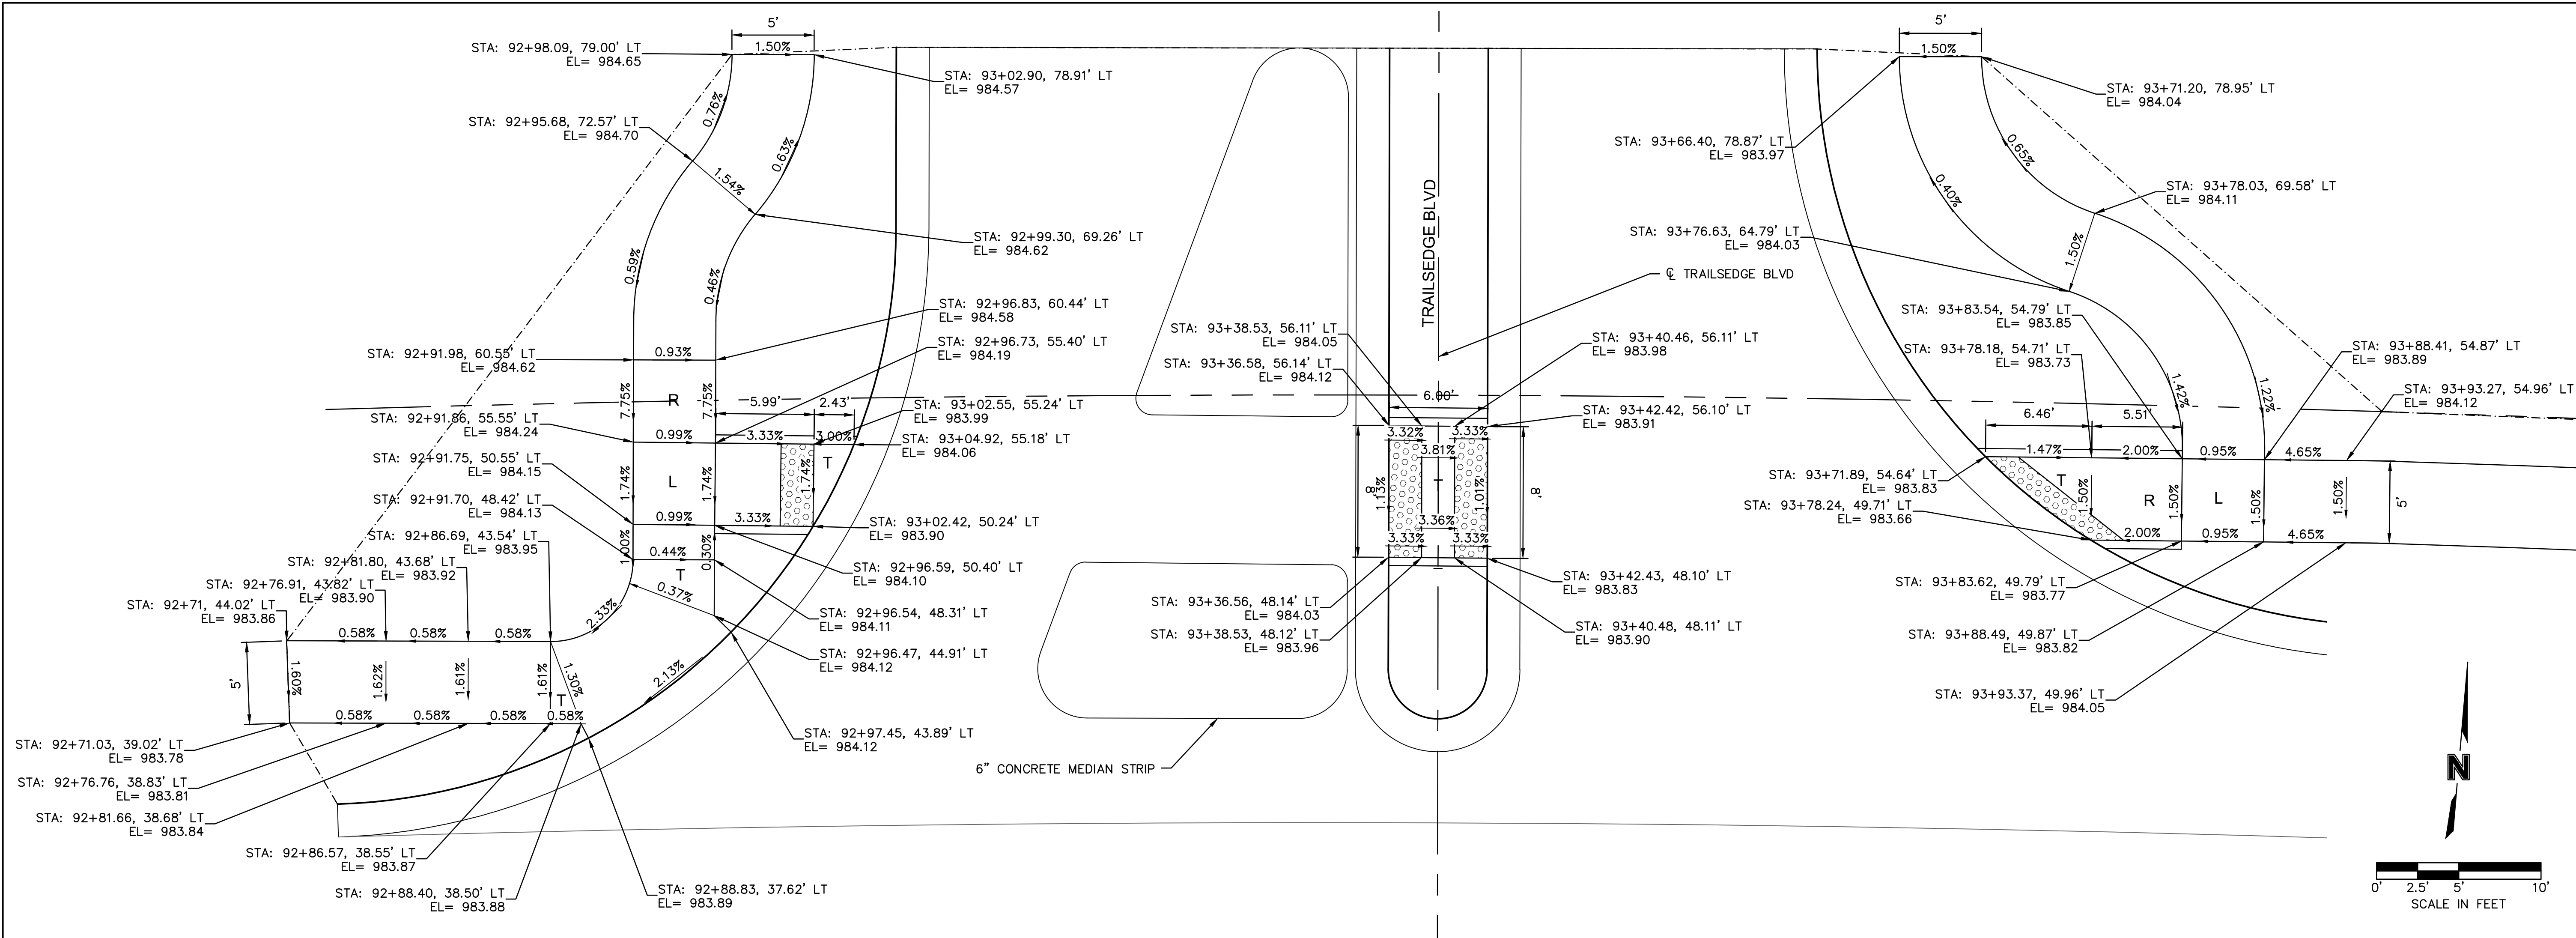 5'
1.50%
STA: 92+98.09, 79.00' LT
EL= 984.65
STA: 93+02.90, 78.91' LT
EL= 984.57
0.76%
STA: 92+95.68, 72.57' LT
EL= 984.70
0.63%
1.54%
STA: 92+99.30, 69.26' LT
EL= 984.62
0.59%
0.46%
STA: 92+96.83, 60.44' LT
EL= 984.58
STA: 92+96.73, 55.40' LT
EL= 984.19
STA: 92+91.98, 60.55' LT
EL= 984.62
0.93%
7.75%
R
7.75%
5.99'
2.43'
STA: 93+02.55, 55.24' LT
EL= 983.99
STA: 92+91.86, 55.55' LT
EL= 984.24
0.99%
3.33%
3.00%
STA: 93+04.92, 55.18' LT
EL= 984.06
STA: 92+91.75, 50.55' LT
EL= 984.15
1.74%
L
1.74%
1.74%
T
STA: 92+91.70, 48.42' LT
EL= 984.13
0.99%
3.33%
STA: 93+02.42, 50.24' LT
EL= 983.90
STA: 92+86.69, 43.54' LT
EL= 983.95
1.00%
0.44%
0.30%
STA: 92+96.59, 50.40' LT
EL= 984.10
STA: 92+81.80, 43.68' LT
EL= 983.92
T
0.37%
STA: 92+76.91, 43.82' LT
EL= 983.90
STA: 92+71, 44.02' LT
EL= 983.86
2.33%
STA: 92+96.54, 48.31' LT
EL= 984.11
0.58%
0.58%
0.58%
STA: 92+96.47, 44.91' LT
EL= 984.12
5'
1.60%
1.62%
1.61%
1.61%
1.30%
T
2.13%
0.58%
0.58%
0.58%
0.58%
STA: 92+97.45, 43.89' LT
EL= 984.12
STA: 92+71.03, 39.02' LT
EL= 983.78
STA: 92+76.76, 38.83' LT
EL= 983.81
STA: 92+81.66, 38.68' LT
EL= 983.84
STA: 92+86.57, 38.55' LT
EL= 983.87
STA: 92+88.40, 38.50' LT
EL= 983.88
STA: 92+88.83, 37.62' LT
EL= 983.89
6" CONCRETE MEDIAN STRIP
TRAILSEDGE BLVD
℄ TRAILSEDGE BLVD
STA: 93+38.53, 56.11' LT
EL= 984.05
STA: 93+36.58, 56.14' LT
EL= 984.12
STA: 93+40.46, 56.11' LT
EL= 983.98
6.00'
STA: 93+42.42, 56.10' LT
EL= 983.91
3.32%
3.33%
3.81%
8'
1.13%
T
1.01%
8'
3.36%
3.33%
3.33%
STA: 93+36.56, 48.14' LT
EL= 984.03
STA: 93+38.53, 48.12' LT
EL= 983.96
STA: 93+42.43, 48.10' LT
EL= 983.83
STA: 93+40.48, 48.11' LT
EL= 983.90
5'
1.50%
STA: 93+71.20, 78.95' LT
EL= 984.04
STA: 93+66.40, 78.87' LT
EL= 983.97
0.65%
0.40%
STA: 93+78.03, 69.58' LT
EL= 984.11
STA: 93+76.63, 64.79' LT
EL= 984.03
1.50%
STA: 93+83.54, 54.79' LT
EL= 983.85
STA: 93+78.18, 54.71' LT
EL= 983.73
STA: 93+88.41, 54.87' LT
EL= 983.89
STA: 93+93.27, 54.96' LT
EL= 984.12
1.42%
1.22%
6.46'
5.51'
1.47%
2.00%
0.95%
4.65%
STA: 93+71.89, 54.64' LT
EL= 983.83
T
1.50%
R
1.50%
L
1.50%
1.50%
5'
STA: 93+78.24, 49.71' LT
EL= 983.66
2.00%
0.95%
4.65%
STA: 93+83.62, 49.79' LT
EL= 983.77
STA: 93+88.49, 49.87' LT
EL= 983.82
STA: 93+93.37, 49.96' LT
EL= 984.05
N
0'
2.5'
5'
10'
SCALE IN FEET